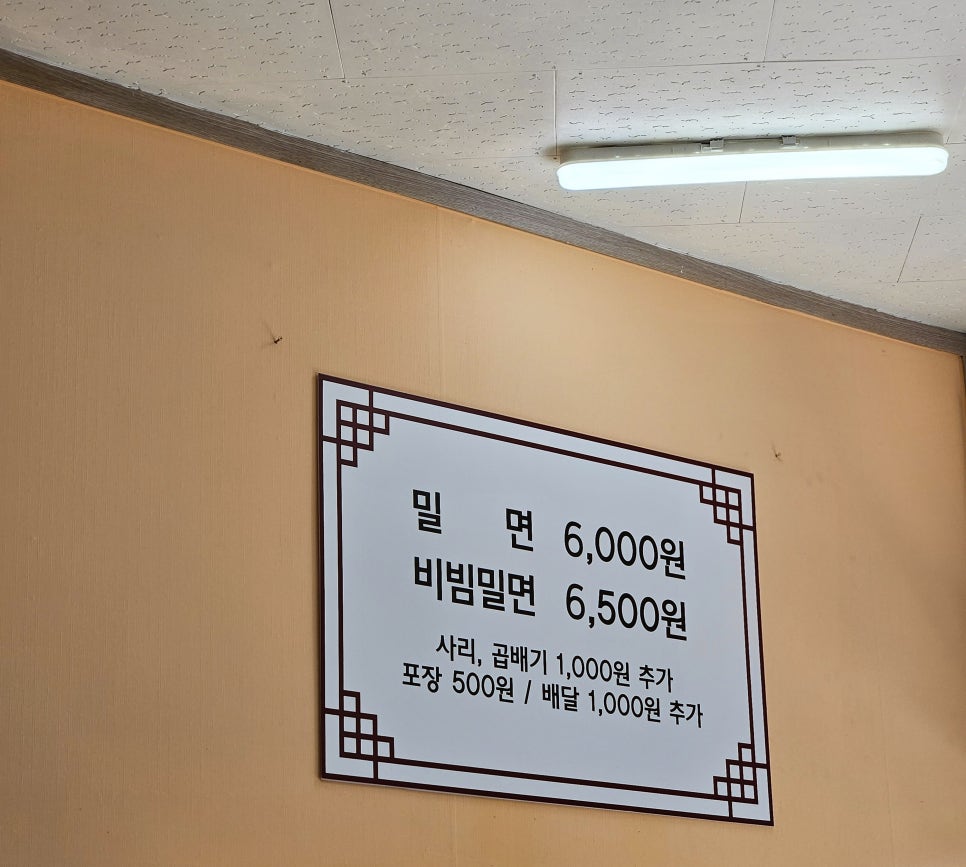 밀 면 6,000원
비빔밀면 6,500원
사리, 곱배기 1,000원 추가
포장 500원 / 배달 1,000원 추가